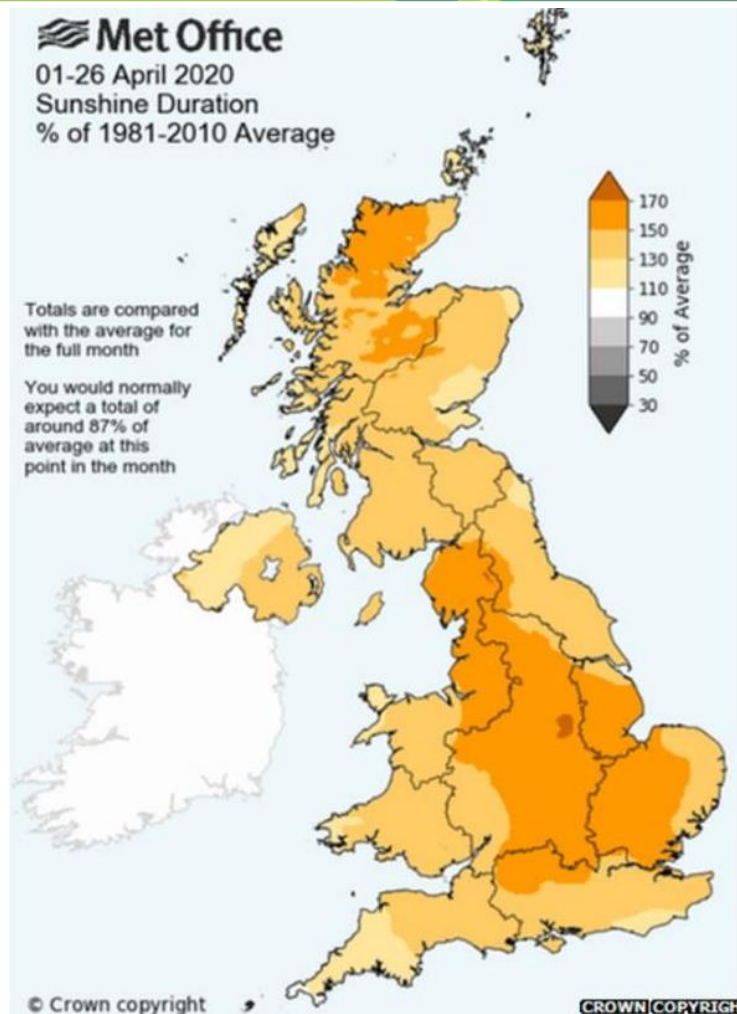 Met Office
01-26 April 2020
Sunshine Duration
% of 1981-2010 Average
Totals are compared
with the average for
the full month
You would normally
expect a total of
around 87% of
average at this
point in the month
170
150
130
110
90
70
50
30
% of Average
© Crown copyright
CROWN COPYRIGH